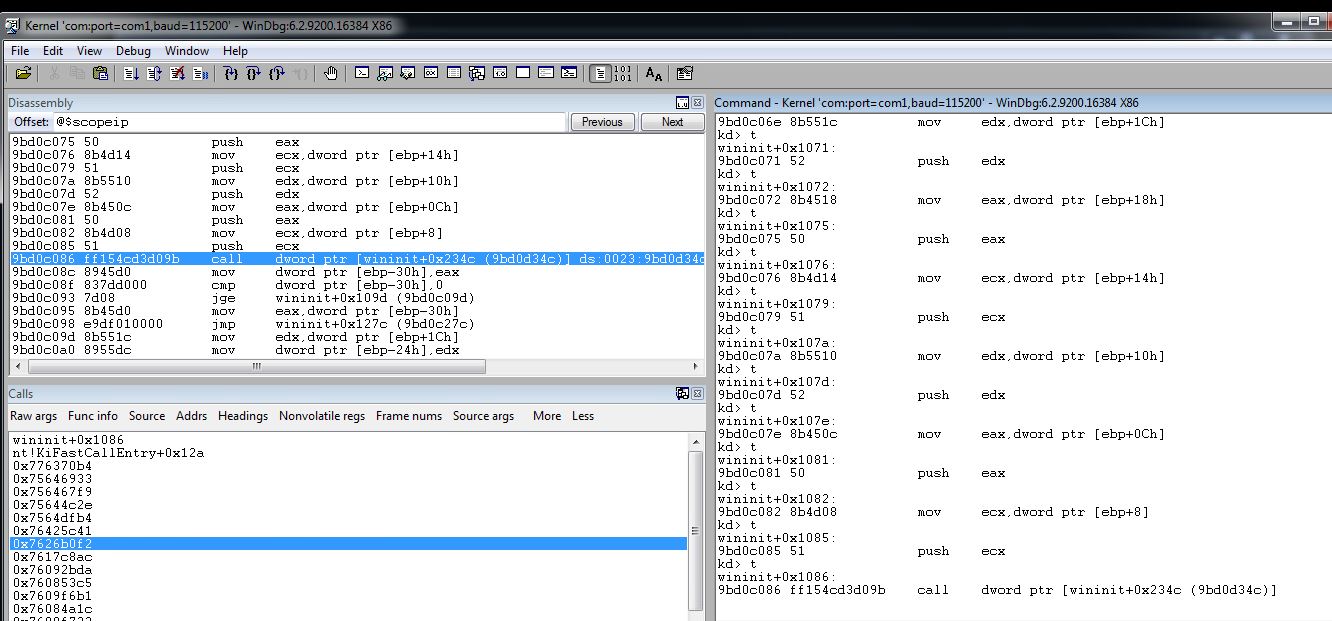 Kernel 'com:port=com1,baud=115200' - WinDbg:6.2.9200.16384 X86
File Edit View Debug Window Help
Disassembly
Offset: @$scopeip Previous Next
9bd0c075 50 push eax
9bd0c076 8b4d14 mov ecx,dword ptr [ebp+14h]
9bd0c079 51 push ecx
9bd0c07a 8b5510 mov edx,dword ptr [ebp+10h]
9bd0c07d 52 push edx
9bd0c07e 8b450c mov eax,dword ptr [ebp+0Ch]
9bd0c081 50 push eax
9bd0c082 8b4d08 mov ecx,dword ptr [ebp+8]
9bd0c085 51 push ecx
9bd0c086 ff154cd3d09b call dword ptr [wininit+0x234c (9bd0d34c)] ds:0023:9bd0d34c
9bd0c08c 8945d0 mov dword ptr [ebp-30h],eax
9bd0c08f 837dd000 cmp dword ptr [ebp-30h],0
9bd0c093 7d08 jge wininit+0x109d (9bd0c09d)
9bd0c095 8b45d0 mov eax,dword ptr [ebp-30h]
9bd0c098 e9df010000 jmp wininit+0x127c (9bd0c27c)
9bd0c09d 8b551c mov edx,dword ptr [ebp+1Ch]
9bd0c0a0 8955dc mov dword ptr [ebp-24h],edx
Calls
Raw args Func info Source Addrs Headings Nonvolatile regs Frame nums Source args More Less
wininit+0x1086
nt!KiFastCallEntry+0x12a
0x776370b4
0x75646933
0x756467f9
0x75644c2e
0x7564dfb4
0x76425c41
0x7626b0f2
0x7617c8ac
0x76092bda
0x760853c5
0x7609f6b1
0x76084a1c
Command - Kernel 'com:port=com1,baud=115200' - WinDbg:6.2.9200.16384 X86
9bd0c06e 8b551c mov edx,dword ptr [ebp+1Ch]
kd> t
wininit+0x1071:
9bd0c071 52 push edx
kd> t
wininit+0x1072:
9bd0c072 8b4518 mov eax,dword ptr [ebp+18h]
kd> t
wininit+0x1075:
9bd0c075 50 push eax
kd> t
wininit+0x1076:
9bd0c076 8b4d14 mov ecx,dword ptr [ebp+14h]
kd> t
wininit+0x1079:
9bd0c079 51 push ecx
kd> t
wininit+0x107a:
9bd0c07a 8b5510 mov edx,dword ptr [ebp+10h]
kd> t
wininit+0x107d:
9bd0c07d 52 push edx
kd> t
wininit+0x107e:
9bd0c07e 8b450c mov eax,dword ptr [ebp+0Ch]
kd> t
wininit+0x1081:
9bd0c081 50 push eax
kd> t
wininit+0x1082:
9bd0c082 8b4d08 mov ecx,dword ptr [ebp+8]
kd> t
wininit+0x1085:
9bd0c085 51 push ecx
kd> t
wininit+0x1086:
9bd0c086 ff154cd3d09b call dword ptr [wininit+0x234c (9bd0d34c)]